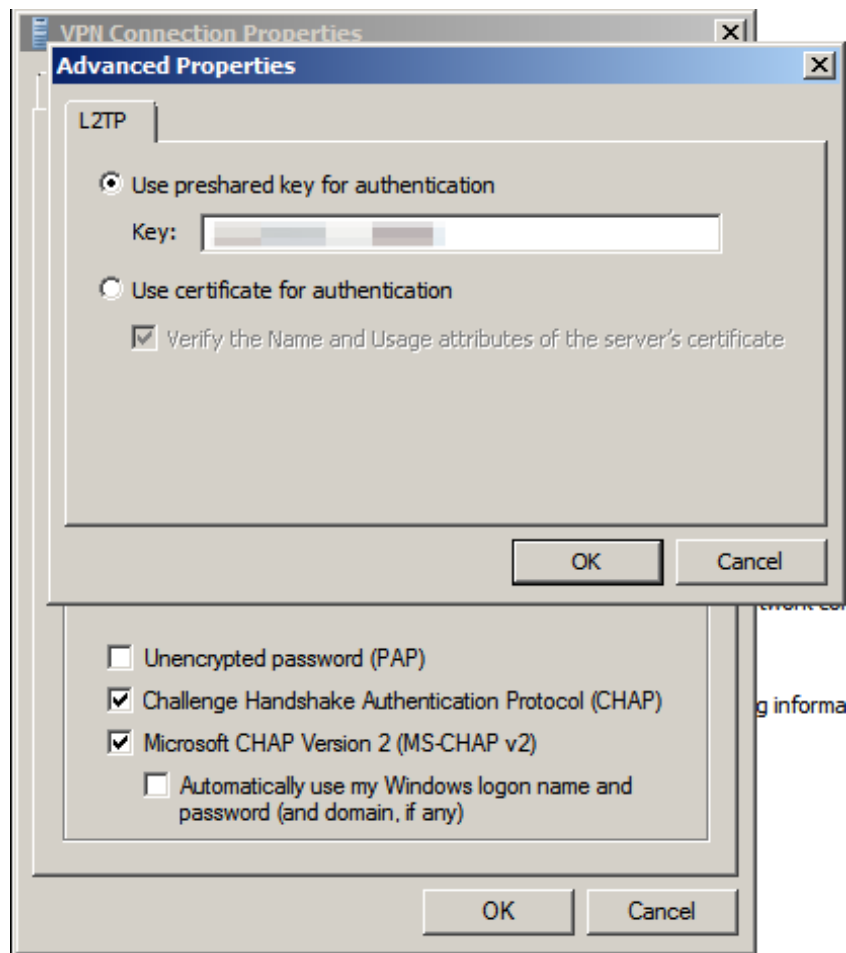 VPN Connection Properties
Advanced Properties
L2TP
Use preshared key for authentication
Key:
Use certificate for authentication
Verify the Name and Usage attributes of the server's certificate
OK
Cancel
Unencrypted password (PAP)
Challenge Handshake Authentication Protocol (CHAP)
g informa
Microsoft CHAP Version 2 (MS-CHAP v2)
Automatically use my Windows logon name and
password (and domain, if any)
OK
Cancel